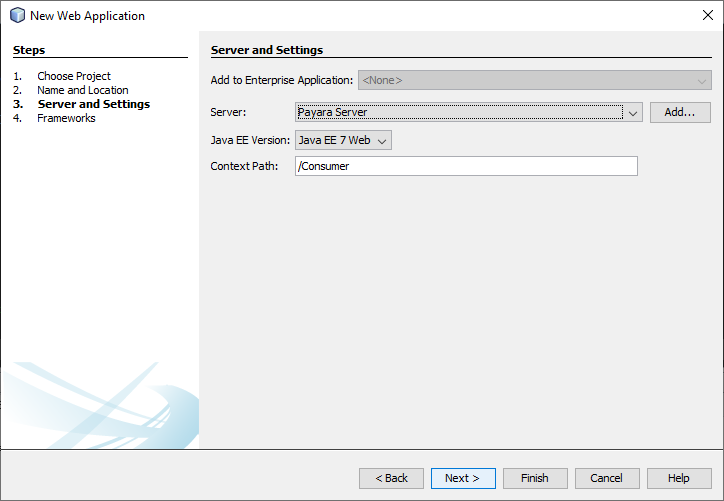 New Web Application
Steps
1. Choose Project
2. Name and Location
3. Server and Settings
4. Frameworks
Server and Settings
Add to Enterprise Application: <None>
Server: Payara Server Add...
Java EE Version: Java EE 7 Web
Context Path: /Consumer
< Back Next > Finish Cancel Help